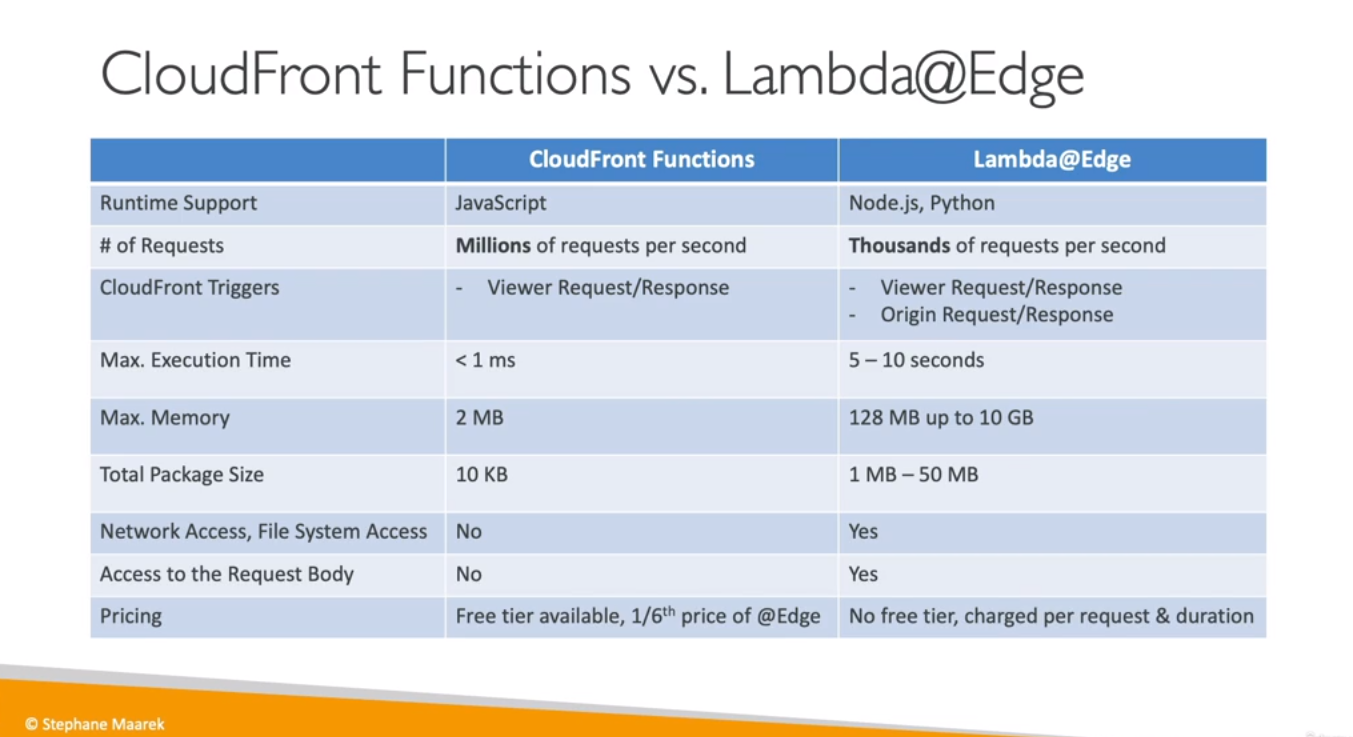 CloudFront Functions vs. Lambda@Edge
CloudFront Functions Lambda@Edge
Runtime Support JavaScript Node.js, Python
# of Requests Millions of requests per second Thousands of requests per second
CloudFront Triggers - Viewer Request/Response - Viewer Request/Response
- Origin Request/Response
Max. Execution Time < 1 ms 5 – 10 seconds
Max. Memory 2 MB 128 MB up to 10 GB
Total Package Size 10 KB 1 MB – 50 MB
Network Access, File System Access No Yes
Access to the Request Body No Yes
Pricing Free tier available, 1/6th price of @Edge No free tier, charged per request & duration
© Stephane Maarek